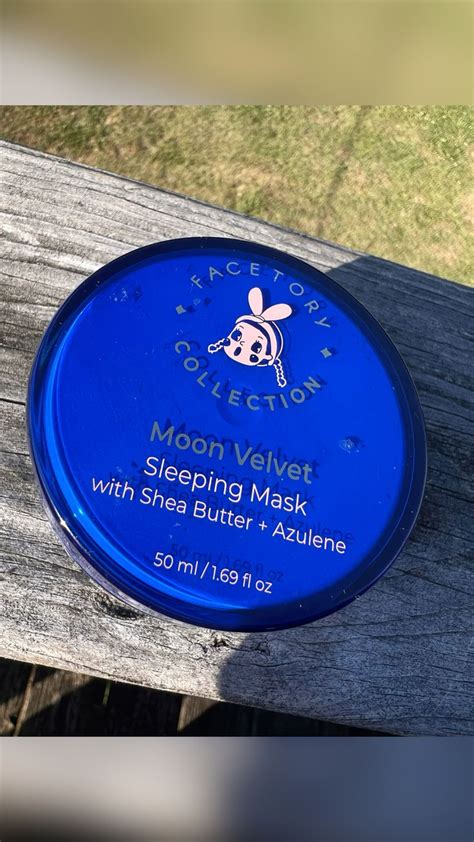 FACETORY
COLLECTION
Moon Velvet
Sleeping Mask
with Shea Butter + Azulene
50 ml / 1.69 fl oz